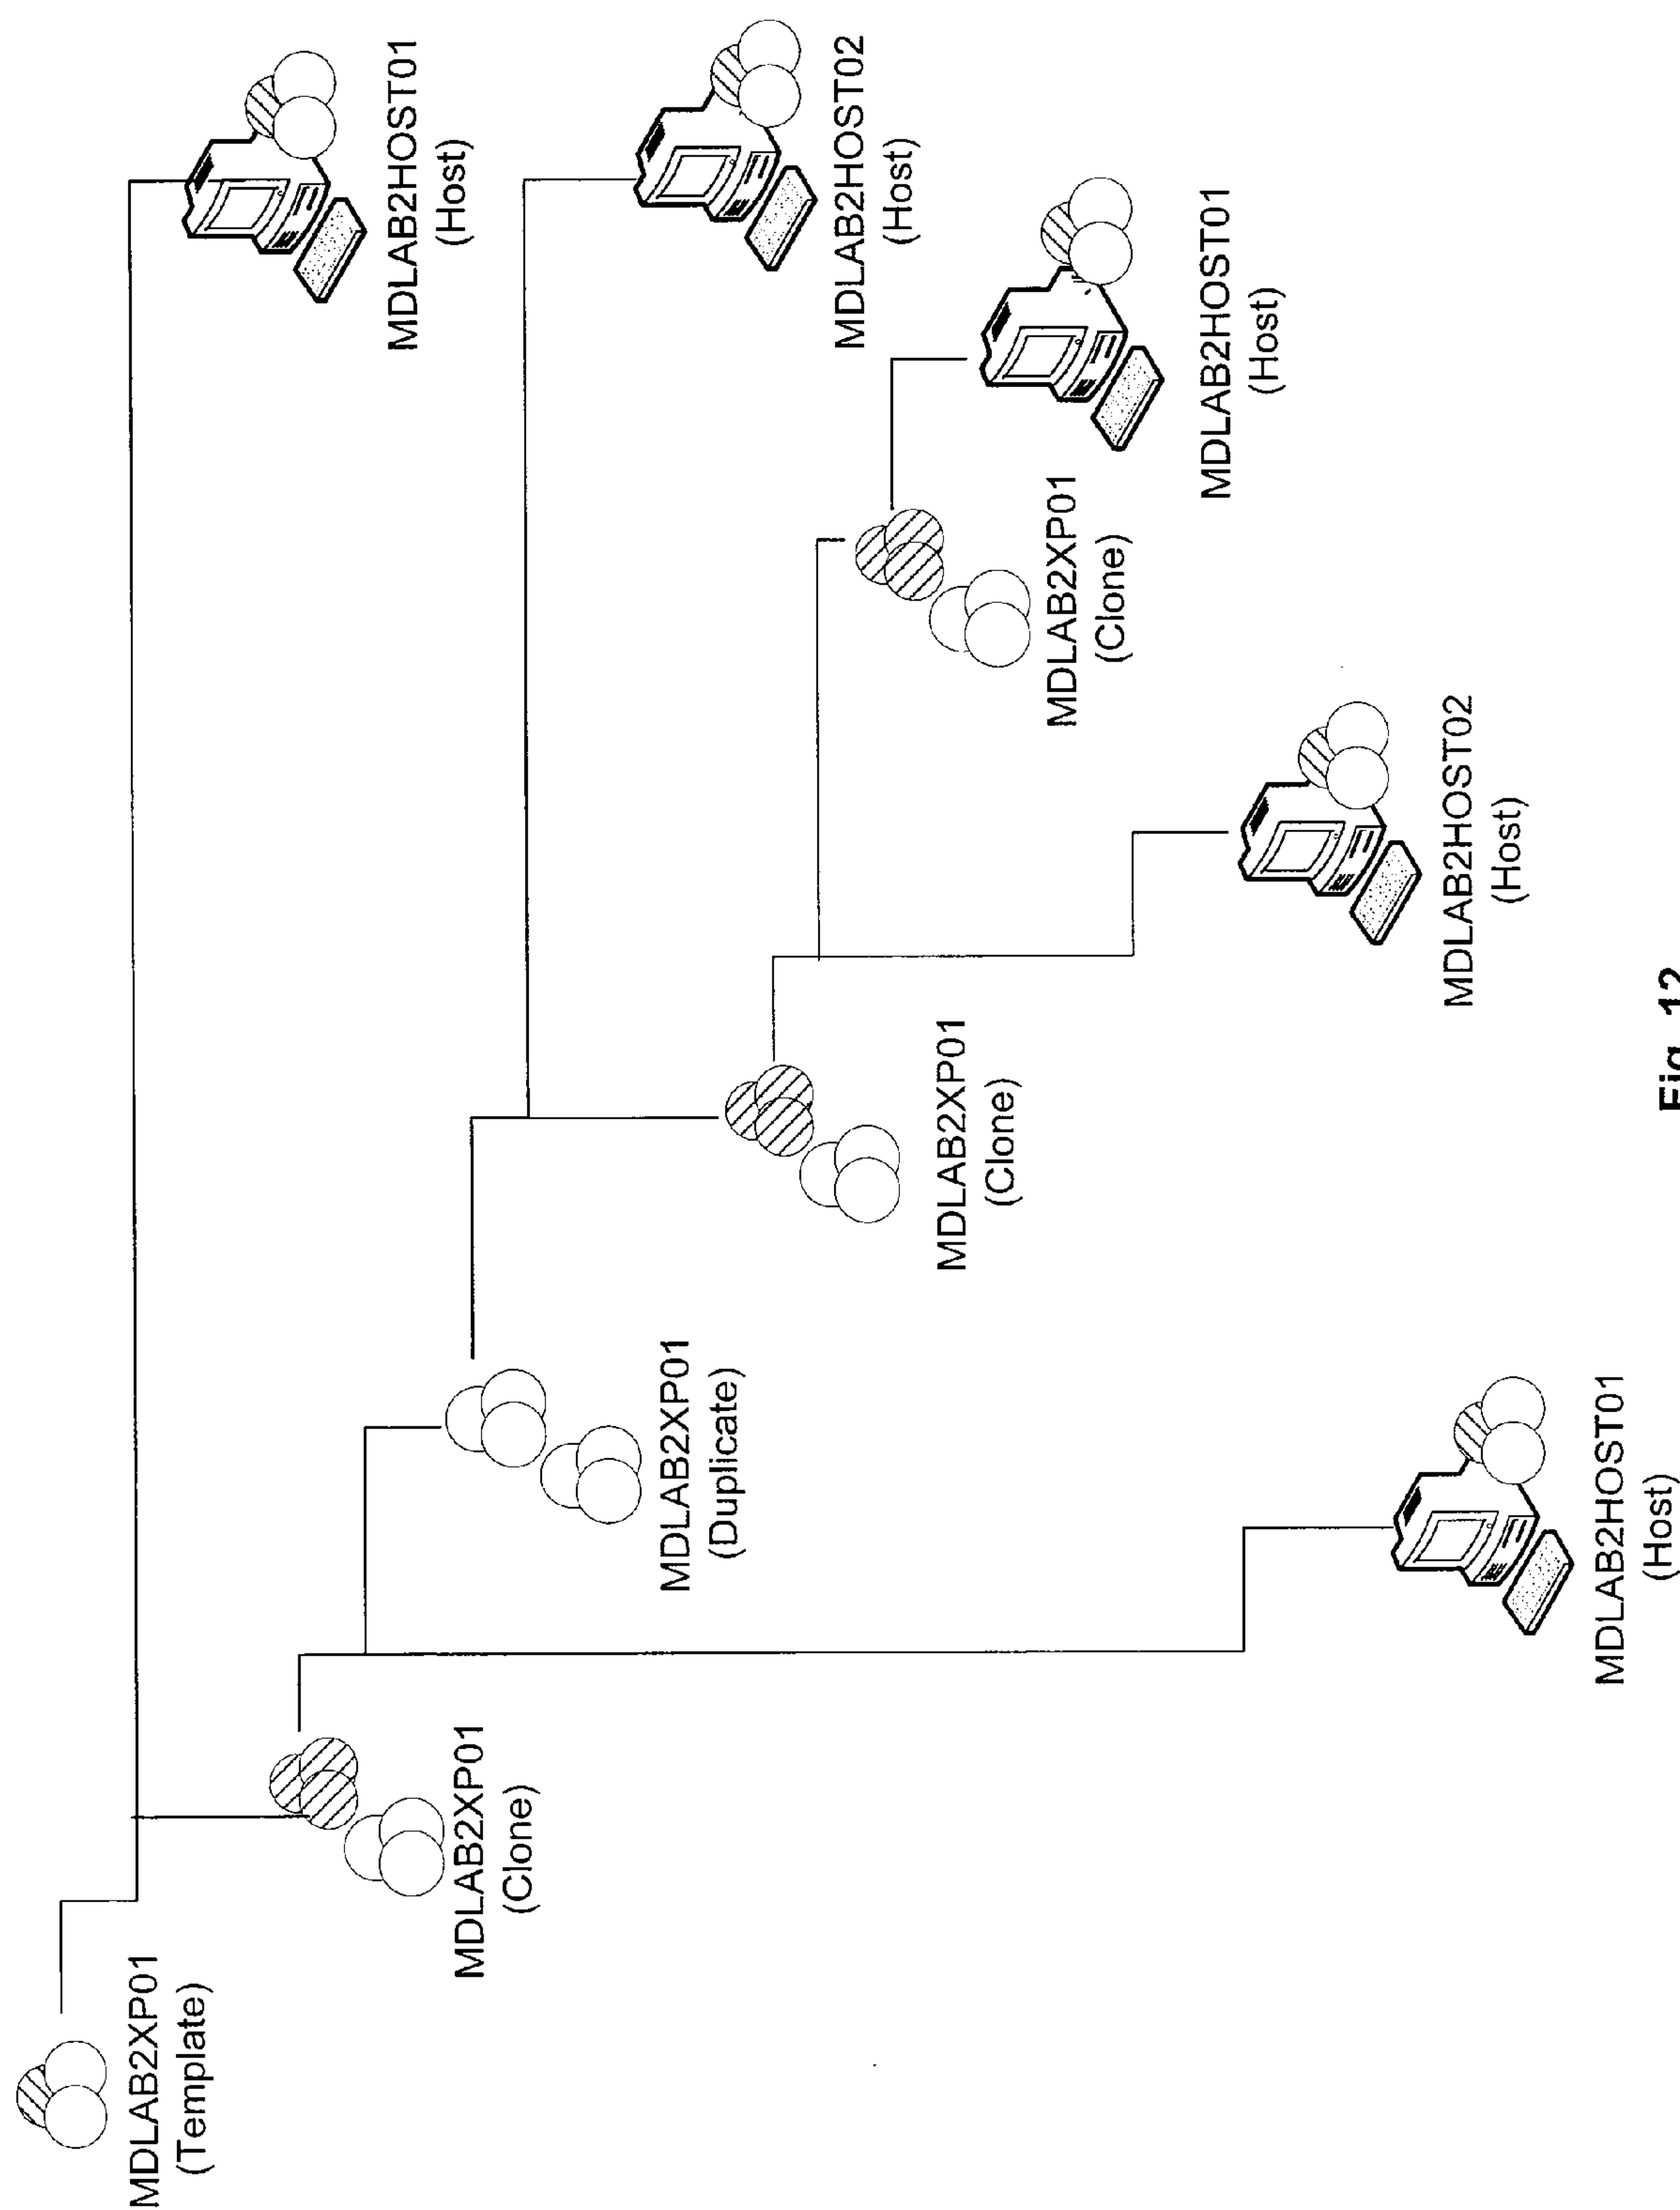 MDLAB2XP01
(Template)
MDLAB2HOST01
(Host)
MDLAB2XP01
(Clone)
MDLAB2XP01
(Duplicate)
MDLAB2HOST02
(Host)
MDLAB2XP01
(Clone)
MDLAB2XP01
(Clone)
MDLAB2HOST01
(Host)
MDLAB2HOST02
(Host)
MDLAB2HOST01
(Host)
Fig. 12